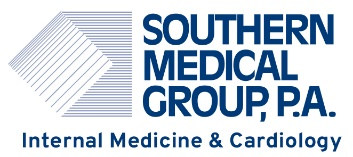 SOUTHERN
MEDICAL
GROUP, P.A.
Internal Medicine & Cardiology